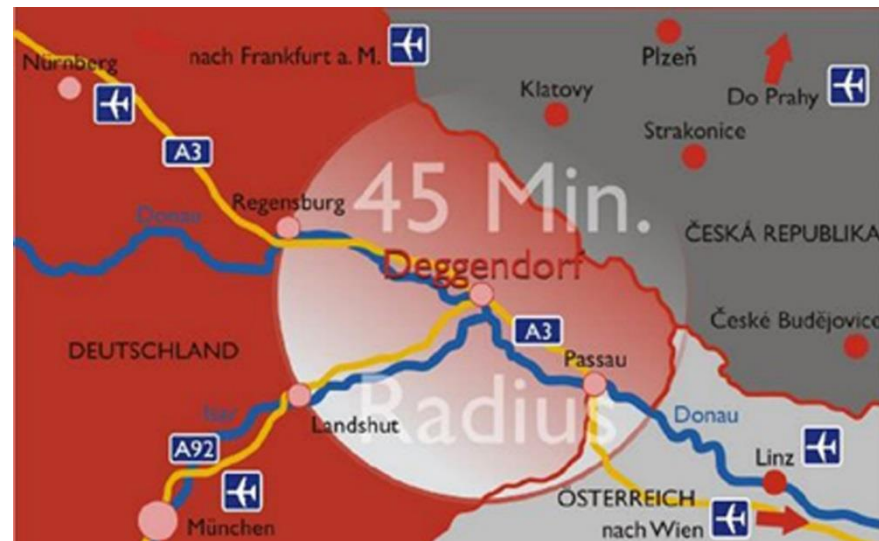 nach Frankfurt a. M.
Nürnberg
Plzeň
Klatovy
Do Prahy
A3
Strakonice
45 Min.
Regensburg
Donau
ČESKÁ REPUBLIKA
Deggendorf
A3
České Budějovice
DEUTSCHLAND
Passau
Isar
Landshut
Radius
Donau
A92
Linz
ÖSTERREICH
München
nach Wien